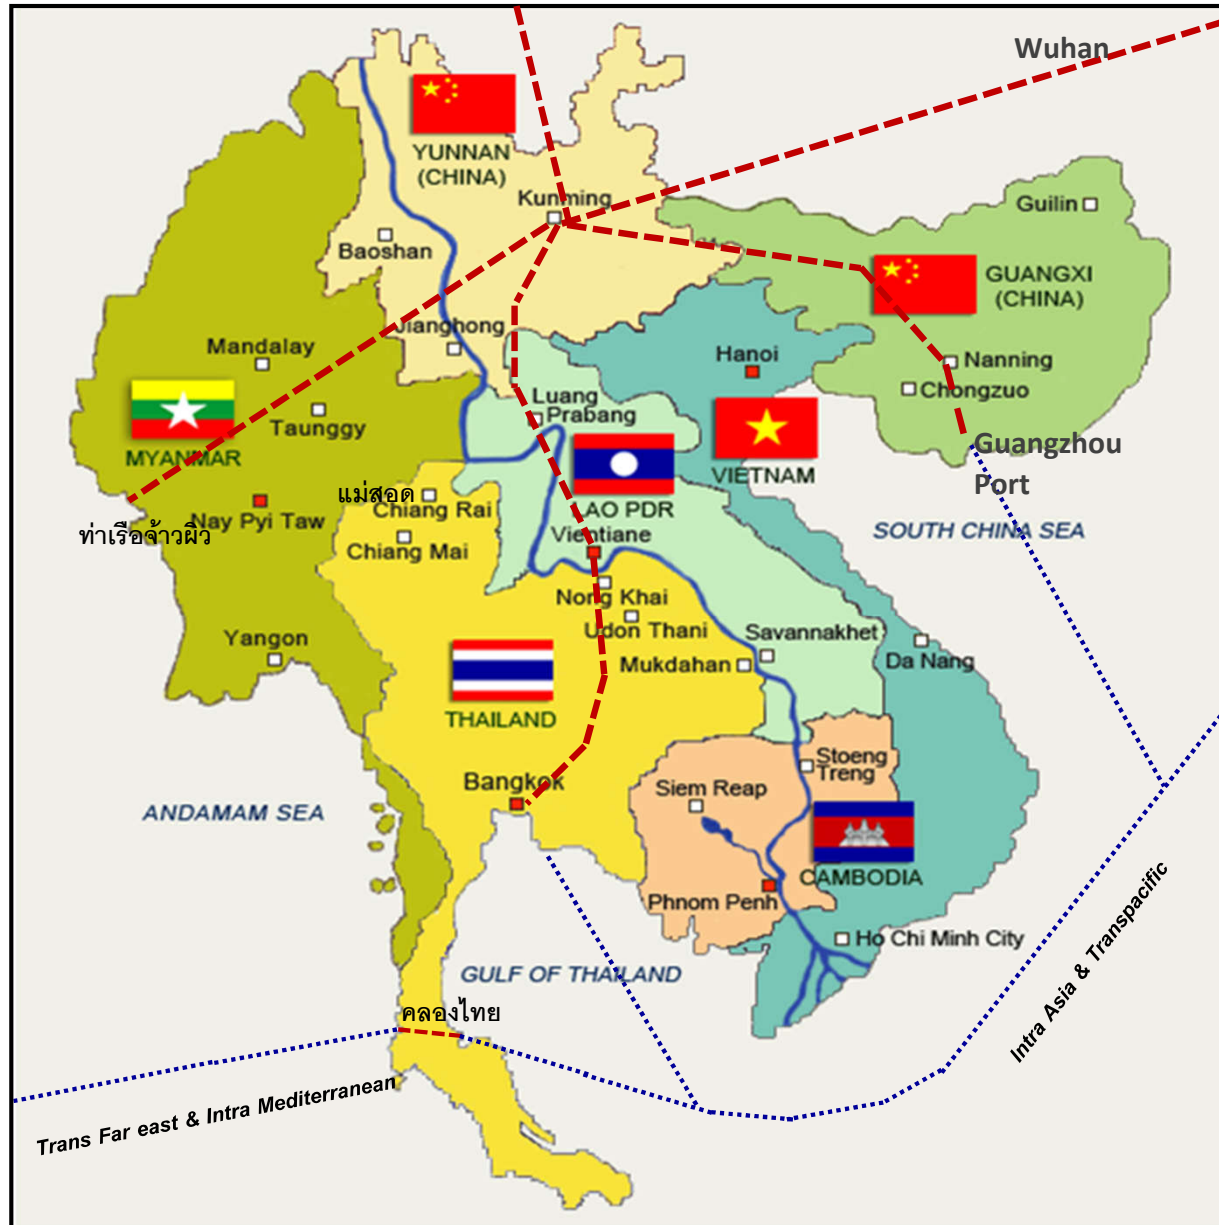 Wuhan
YUNNAN
(CHINA)
Kunming
Guilin
Baoshan
GUANGXI
(CHINA)
Jianghong
Mandalay
Hanoi
Nanning
Chongzuo
Luang
Prabang
Taunggy
MYANMAR
VIETNAM
Guangzhou
Port
แม่สอด
Chiang Rai
LAO PDR
Nay Pyi Taw
ท่าเรือจ้าวผิว
Vientiane
SOUTH CHINA SEA
Chiang Mai
Nong Khai
Udon Thani
Yangon
Savannakhet
Mukdahan
Da Nang
THAILAND
Stoeng
Treng
Bangkok
Siem Reap
ANDAMAM SEA
CAMBODIA
Phnom Penh
Ho Chi Minh City
GULF OF THAILAND
คลองไทย
Intra Asia & Transpacific
Trans Far east & Intra Mediterranean